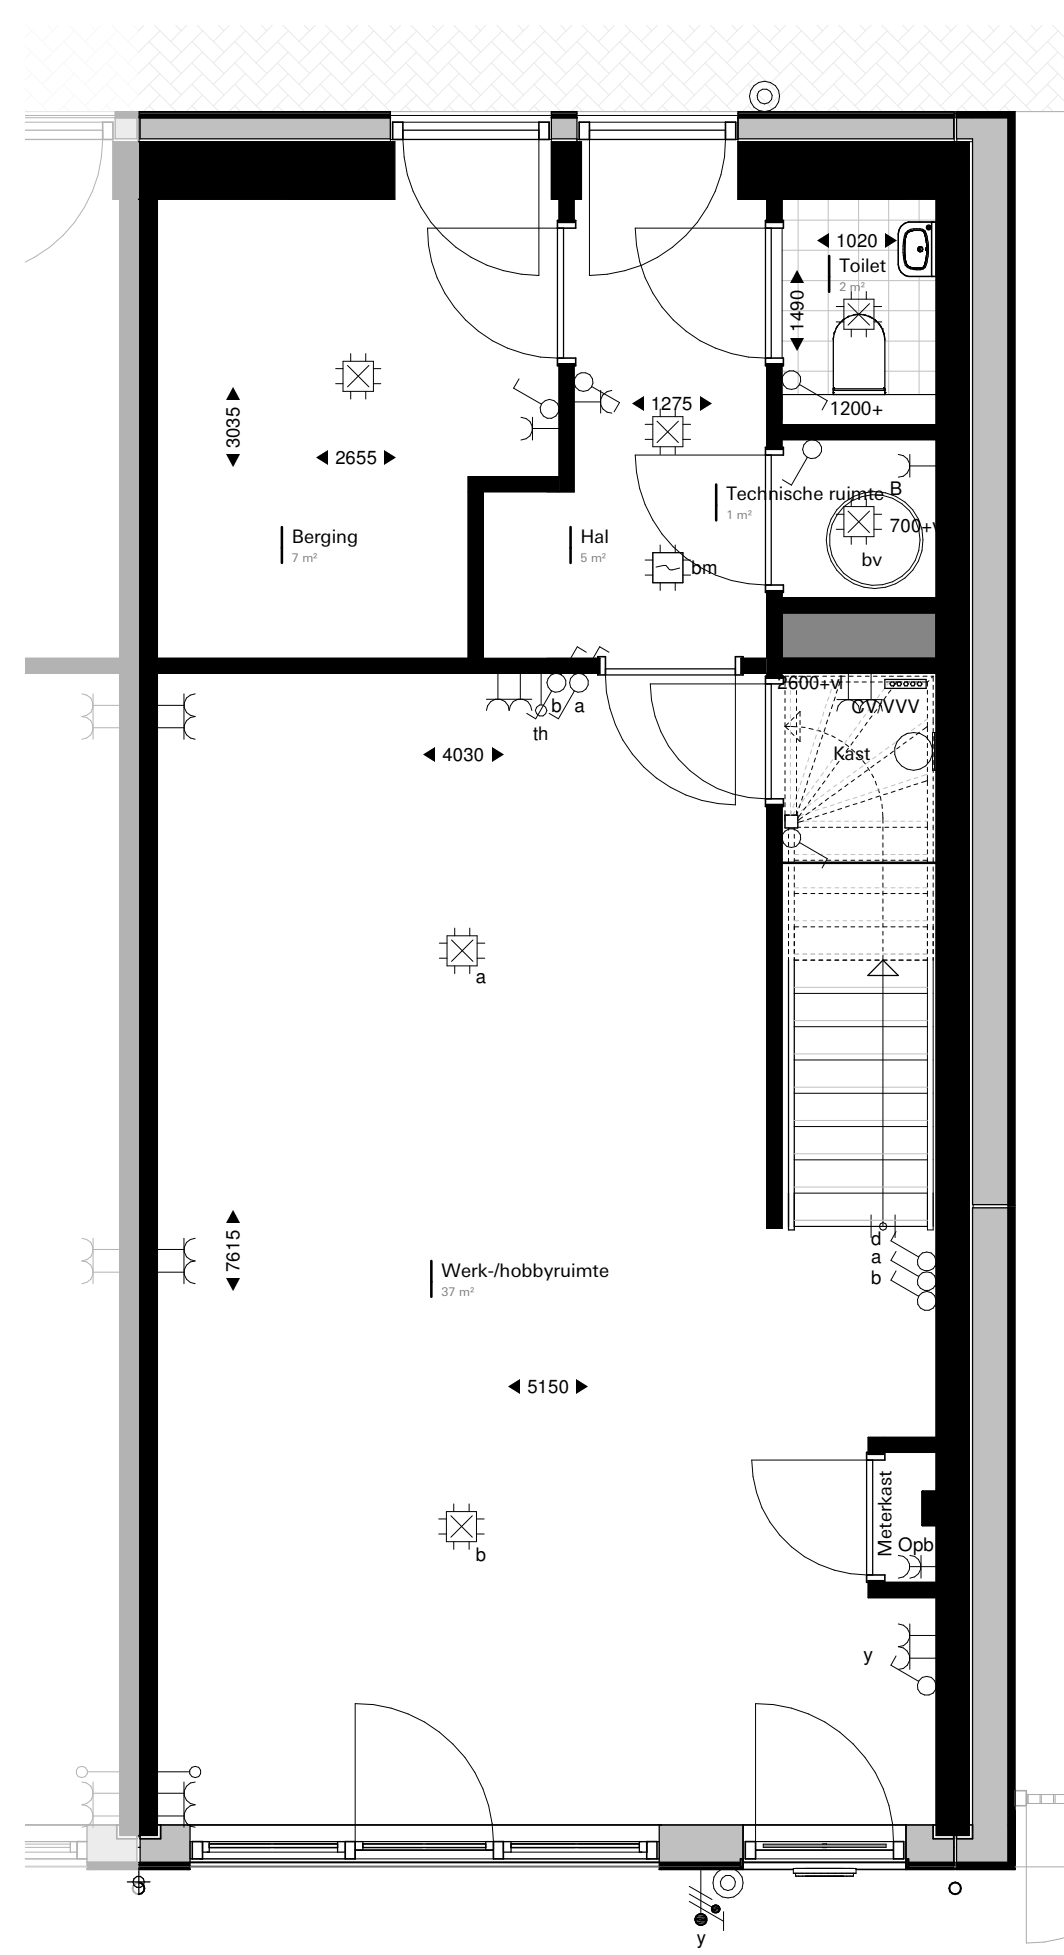 1020
Toilet
2 m²
1490
1200+
1275
3035
2655
Technische ruimte
1 m²
B
700+v
bv
Berging
7 m²
Hal
5 m²
bm
2600+vl
CV/VVV
Kast
b
a
th
4030
a
d
a
b
7615
Werk-/hobbyruimte
37 m²
5150
Meterkast
Opb
b
y
y